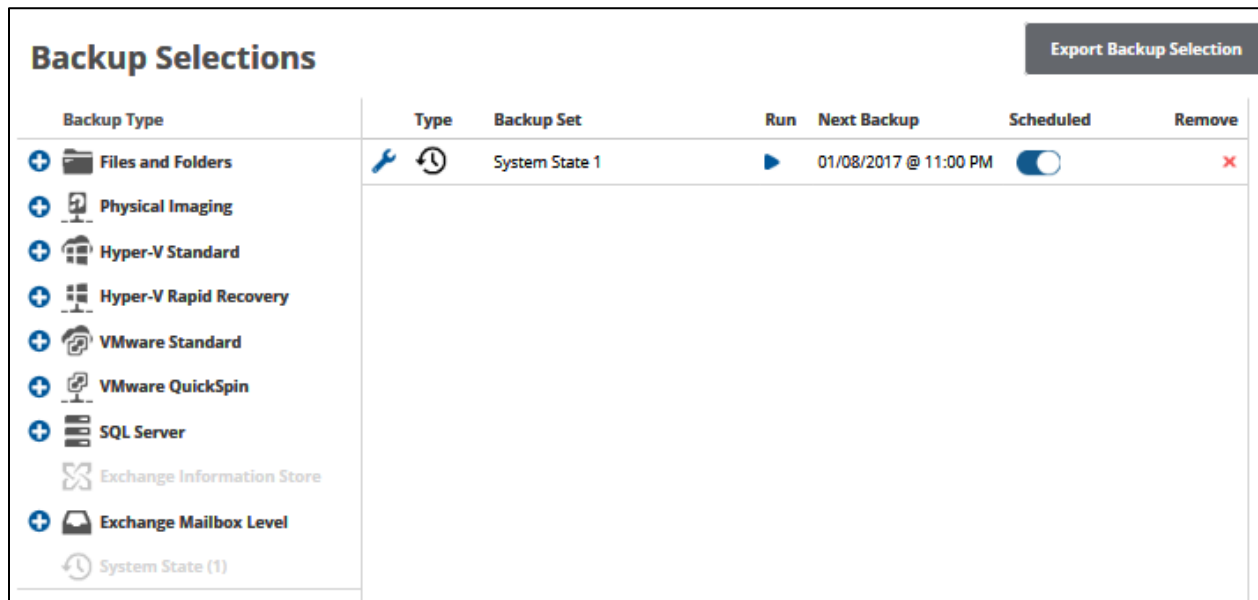 Backup Selections
Export Backup Selection
Backup Type
Type Backup Set Run Next Backup Scheduled Remove
Files and Folders
System State 1 01/08/2017 @ 11:00 PM
Physical Imaging
Hyper-V Standard
Hyper-V Rapid Recovery
VMware Standard
VMware QuickSpin
SQL Server
Exchange Information Store
Exchange Mailbox Level
System State (1)